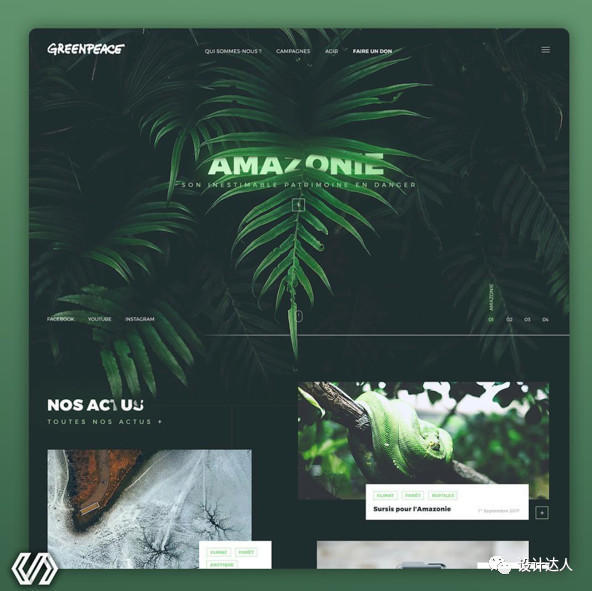 GREENPEACE
QUI SOMMES-NOUS ? CAMPAGNES AGIR FAIRE UN DON
AMAZONIE
SON INESTIMABLE PATRIMOINE EN DANGER
AMAZONIE
FACEBOOK YOUTUBE INSTAGRAM
01 02 03 04
NOS ACTUS
TOUTES NOS ACTUS +
CLIMAT FORÊT REPTILES
Sursis pour l'Amazonie
1er Septembre 2017
CLIMAT FORÊT
设计达人